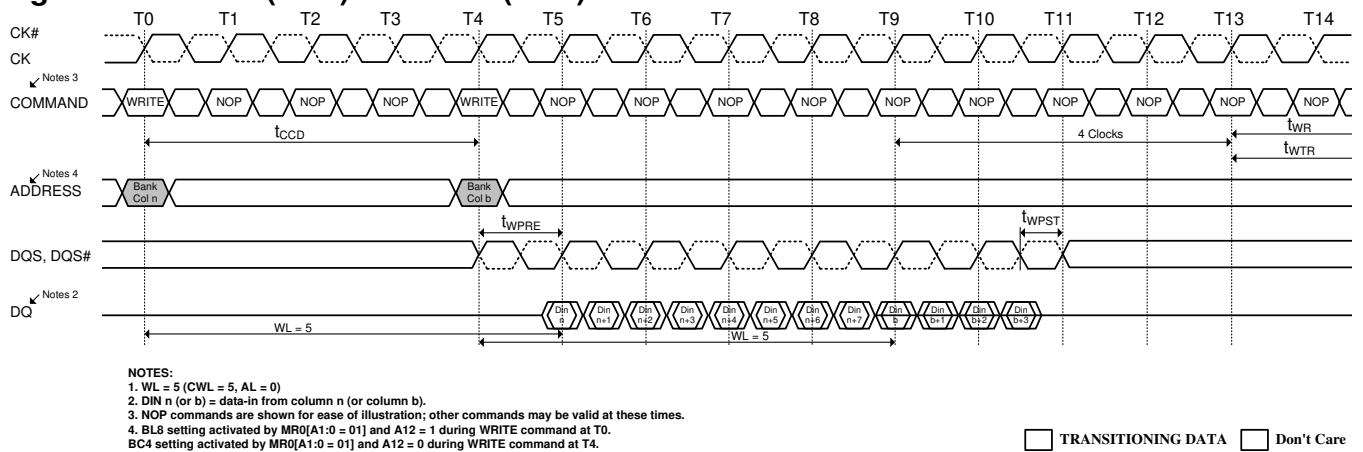 T0 T1 T2 T3 T4 T5 T6 T7 T8 T9 T10 T11 T12 T13 T14
CK#
CK
Notes 3
COMMAND WRITE NOP NOP NOP WRITE NOP NOP NOP NOP NOP NOP NOP NOP NOP NOP
tCCD 4 Clocks tWR
tWTR
Notes 4
ADDRESS Bank Col n Bank Col b
tWPRE tWPST
DQS, DQS#
Notes 2
DQ Din n Din n+1 Din n+2 Din n+3 Din n+4 Din n+5 Din n+6 Din n+7 Din b Din b+1 Din b+2 Din b+3
WL = 5 WL = 5
NOTES:
1. WL = 5 (CWL = 5, AL = 0)
2. DIN n (or b) = data-in from column n (or column b).
3. NOP commands are shown for ease of illustration; other commands may be valid at these times.
4. BL8 setting activated by MR0[A1:0 = 01] and A12 = 1 during WRITE command at T0.
BC4 setting activated by MR0[A1:0 = 01] and A12 = 0 during WRITE command at T4.
TRANSITIONING DATA Don't Care